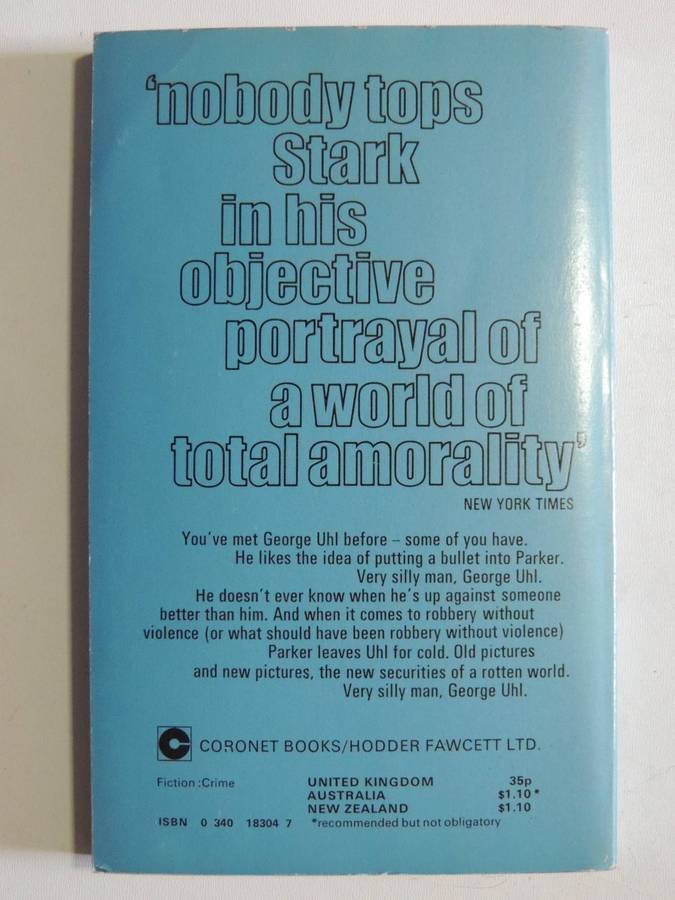 ‘nobody tops
Stark
in his
objective
portrayal of
a world of
total amorality’
NEW YORK TIMES
You've met George Uhl before – some of you have.
He likes the idea of putting a bullet into Parker.
Very silly man, George Uhl.
He doesn't ever know when he's up against someone
better than him. And when it comes to robbery without
violence (or what should have been robbery without violence)
Parker leaves Uhl for cold. Old pictures
and new pictures, the new securities of a rotten world.
Very silly man, George Uhl.
C CORONET BOOKS/HODDER FAWCETT LTD.
Fiction :Crime UNITED KINGDOM 35p
AUSTRALIA $1.10*
NEW ZEALAND $1.10
ISBN 0 340 18304 7 *recommended but not obligatory